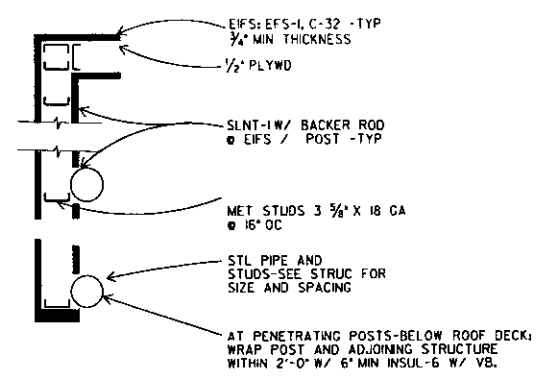 EIFS: EFS-1, C-32 -TYP
3/4" MIN THICKNESS
1/2" PLYWD
SLNT-1 W/ BACKER ROD
@ EIFS / POST -TYP
MET STUDS 3 5/8" X 18 GA
@ 16" OC
STL PIPE AND
STUDS-SEE STRUC FOR
SIZE AND SPACING
AT PENETRATING POSTS-BELOW ROOF DECK:
WRAP POST AND ADJOINING STRUCTURE
WITHIN 2'-0" W/ 6" MIN INSUL-6 W/ VB.